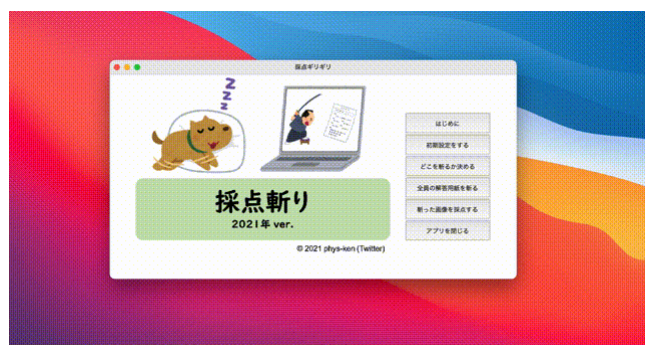 採点ギリギリ
Z
Z
Z
採点斬り
2021年 ver.
© 2021 phys-ken (Twitter)
はじめに
初期設定をする
どこを斬るか決める
全員の解答用紙を斬る
斬った画像を採点する
アプリを閉じる